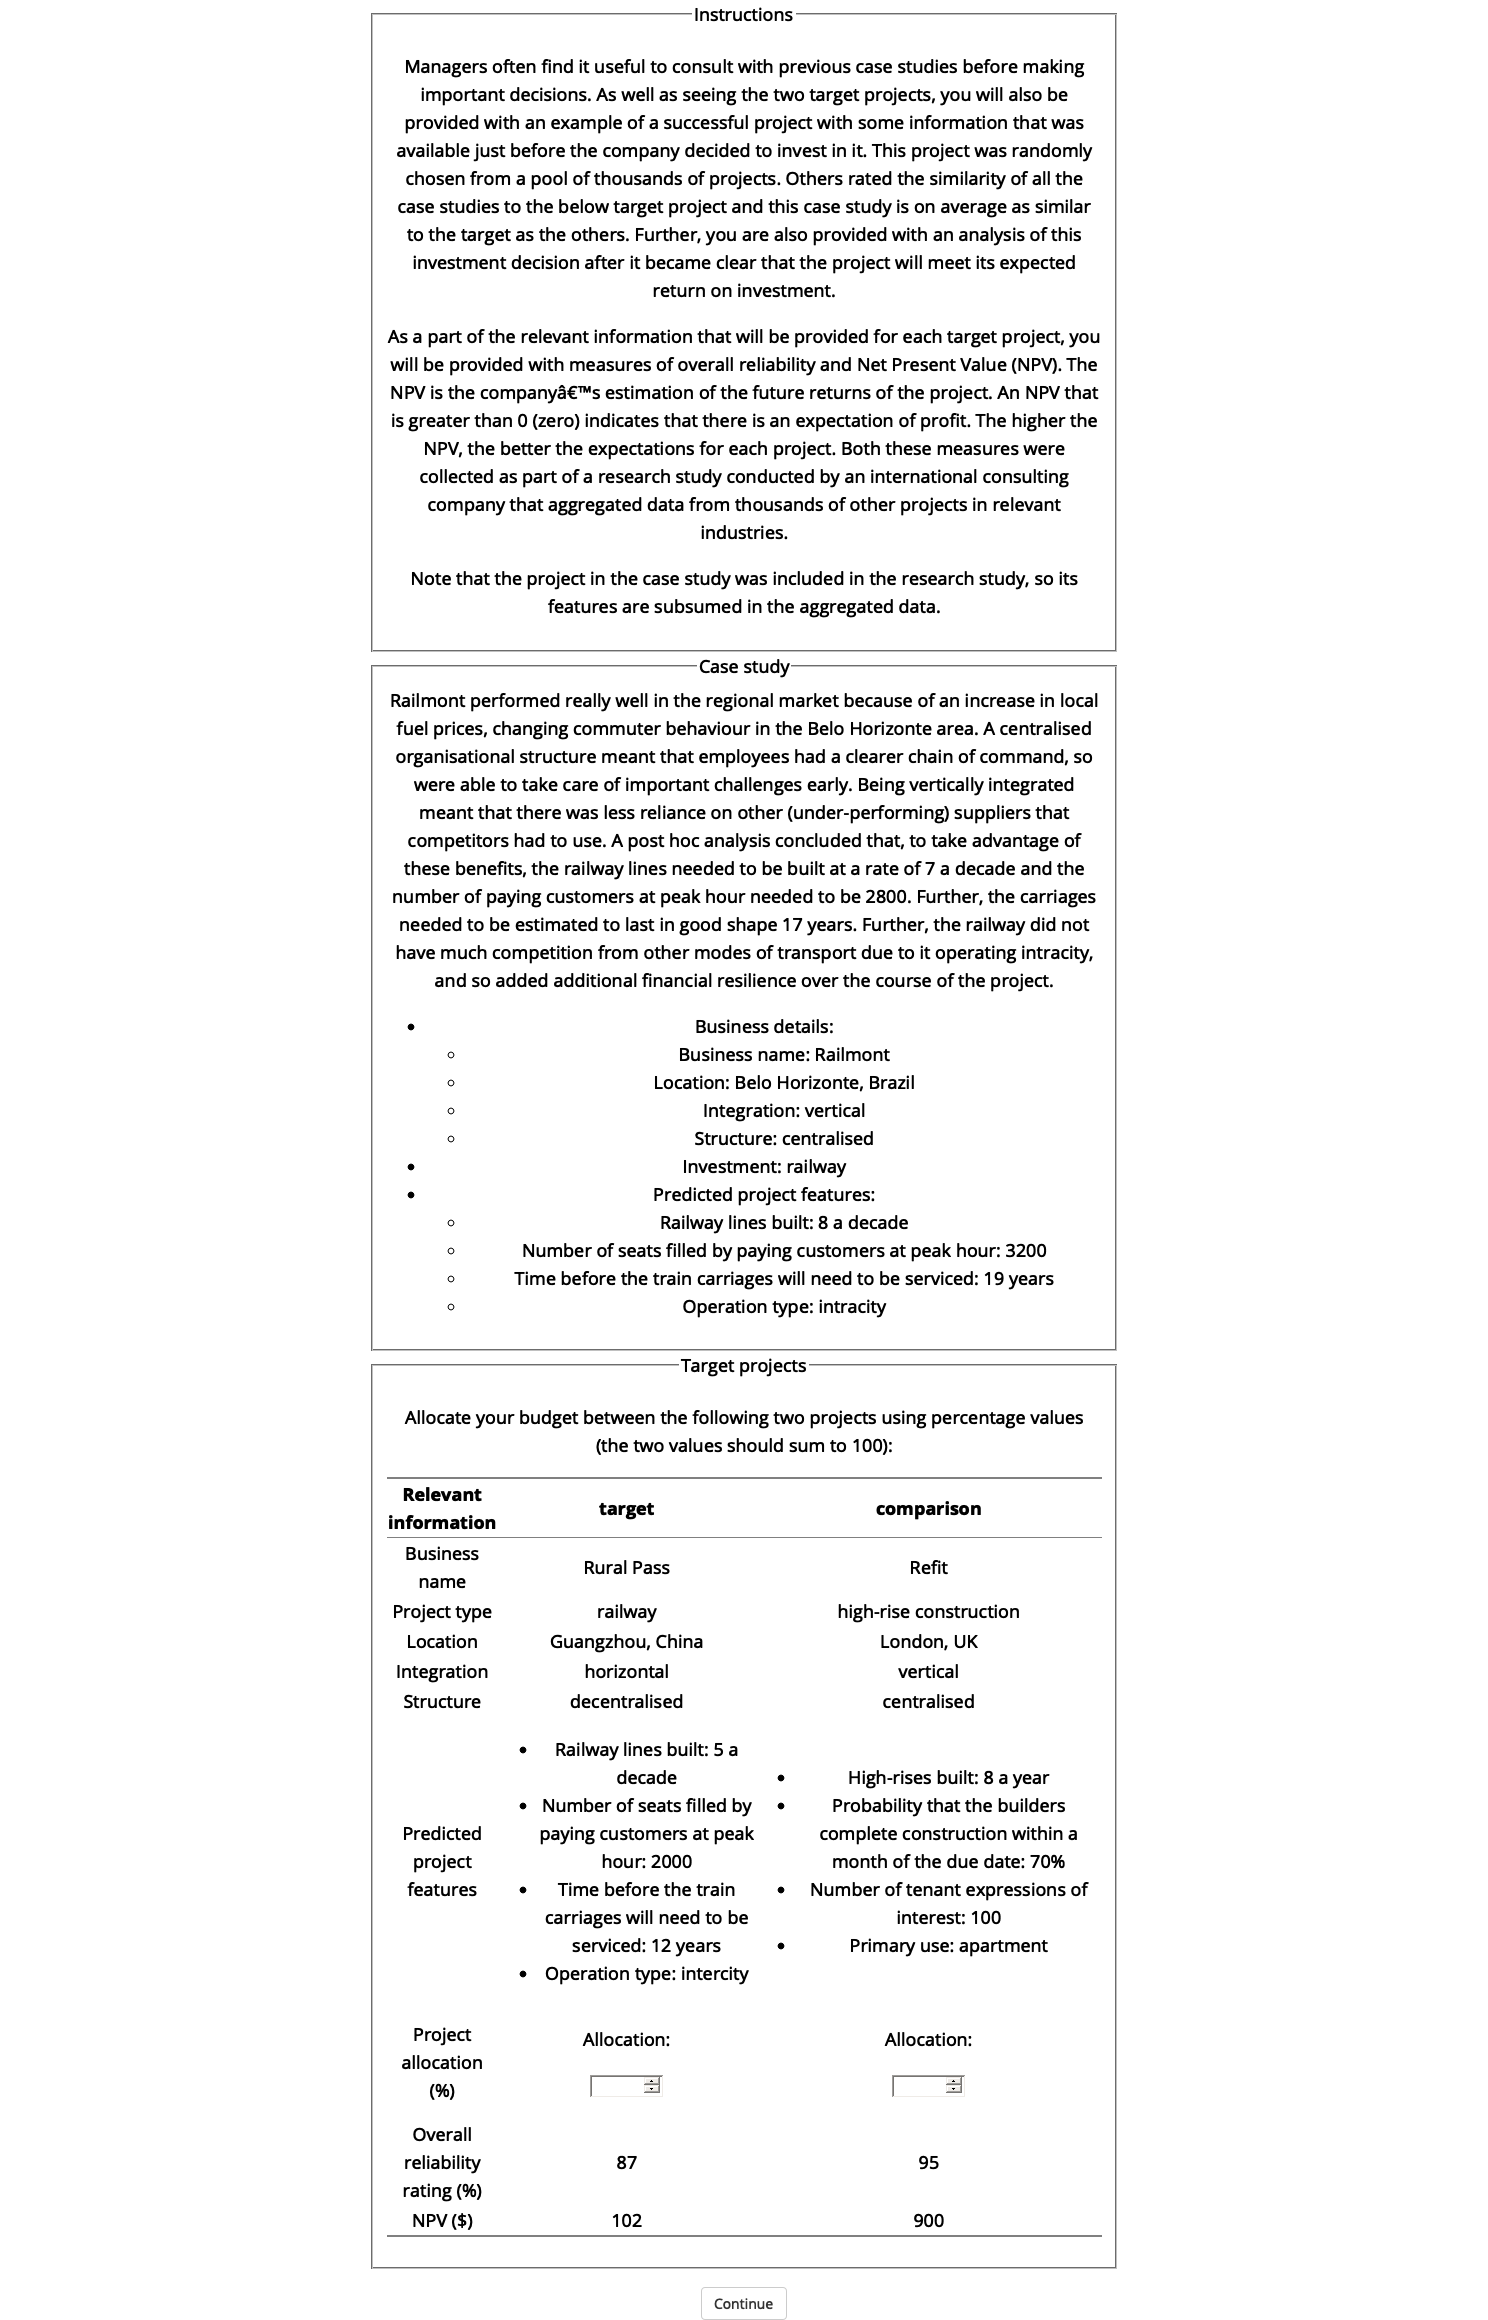 Instructions
Managers often find it useful to consult with previous case studies before making
important decisions. As well as seeing the two target projects, you will also be
provided with an example of a successful project with some information that was
available just before the company decided to invest in it. This project was randomly
chosen from a pool of thousands of projects. Others rated the similarity of all the
case studies to the below target project and this case study is on average as similar
to the target as the others. Further, you are also provided with an analysis of this
investment decision after it became clear that the project will meet its expected
return on investment.
As a part of the relevant information that will be provided for each target project, you
will be provided with measures of overall reliability and Net Present Value (NPV). The
NPV is the companyâ€™s estimation of the future returns of the project. An NPV that
is greater than 0 (zero) indicates that there is an expectation of profit. The higher the
NPV, the better the expectations for each project. Both these measures were
collected as part of a research study conducted by an international consulting
company that aggregated data from thousands of other projects in relevant
industries.
Note that the project in the case study was included in the research study, so its
features are subsumed in the aggregated data.
Case study
Railmont performed really well in the regional market because of an increase in local
fuel prices, changing commuter behaviour in the Belo Horizonte area. A centralised
organisational structure meant that employees had a clearer chain of command, so
were able to take care of important challenges early. Being vertically integrated
meant that there was less reliance on other (under-performing) suppliers that
competitors had to use. A post hoc analysis concluded that, to take advantage of
these benefits, the railway lines needed to be built at a rate of 7 a decade and the
number of paying customers at peak hour needed to be 2800. Further, the carriages
needed to be estimated to last in good shape 17 years. Further, the railway did not
have much competition from other modes of transport due to it operating intracity,
and so added additional financial resilience over the course of the project.
Business details:
Business name: Railmont
Location: Belo Horizonte, Brazil
Integration: vertical
Structure: centralised
Investment: railway
Predicted project features:
Railway lines built: 8 a decade
Number of seats filled by paying customers at peak hour: 3200
Time before the train carriages will need to be serviced: 19 years
Operation type: intracity
Target projects
Allocate your budget between the following two projects using percentage values
(the two values should sum to 100):
Relevant
information
target
comparison
Business
name
Rural Pass
Refit
Project type
railway
high-rise construction
Location
Guangzhou, China
London, UK
Integration
horizontal
vertical
Structure
decentralised
centralised
Predicted
project
features
Railway lines built: 5 a
decade
Number of seats filled by
paying customers at peak
hour: 2000
Time before the train
carriages will need to be
serviced: 12 years
Operation type: intercity
High-rises built: 8 a year
Probability that the builders
complete construction within a
month of the due date: 70%
Number of tenant expressions of
interest: 100
Primary use: apartment
Project
allocation
(%)
Allocation:
Allocation:
Overall
reliability
rating (%)
87
95
NPV ($)
102
900
Continue